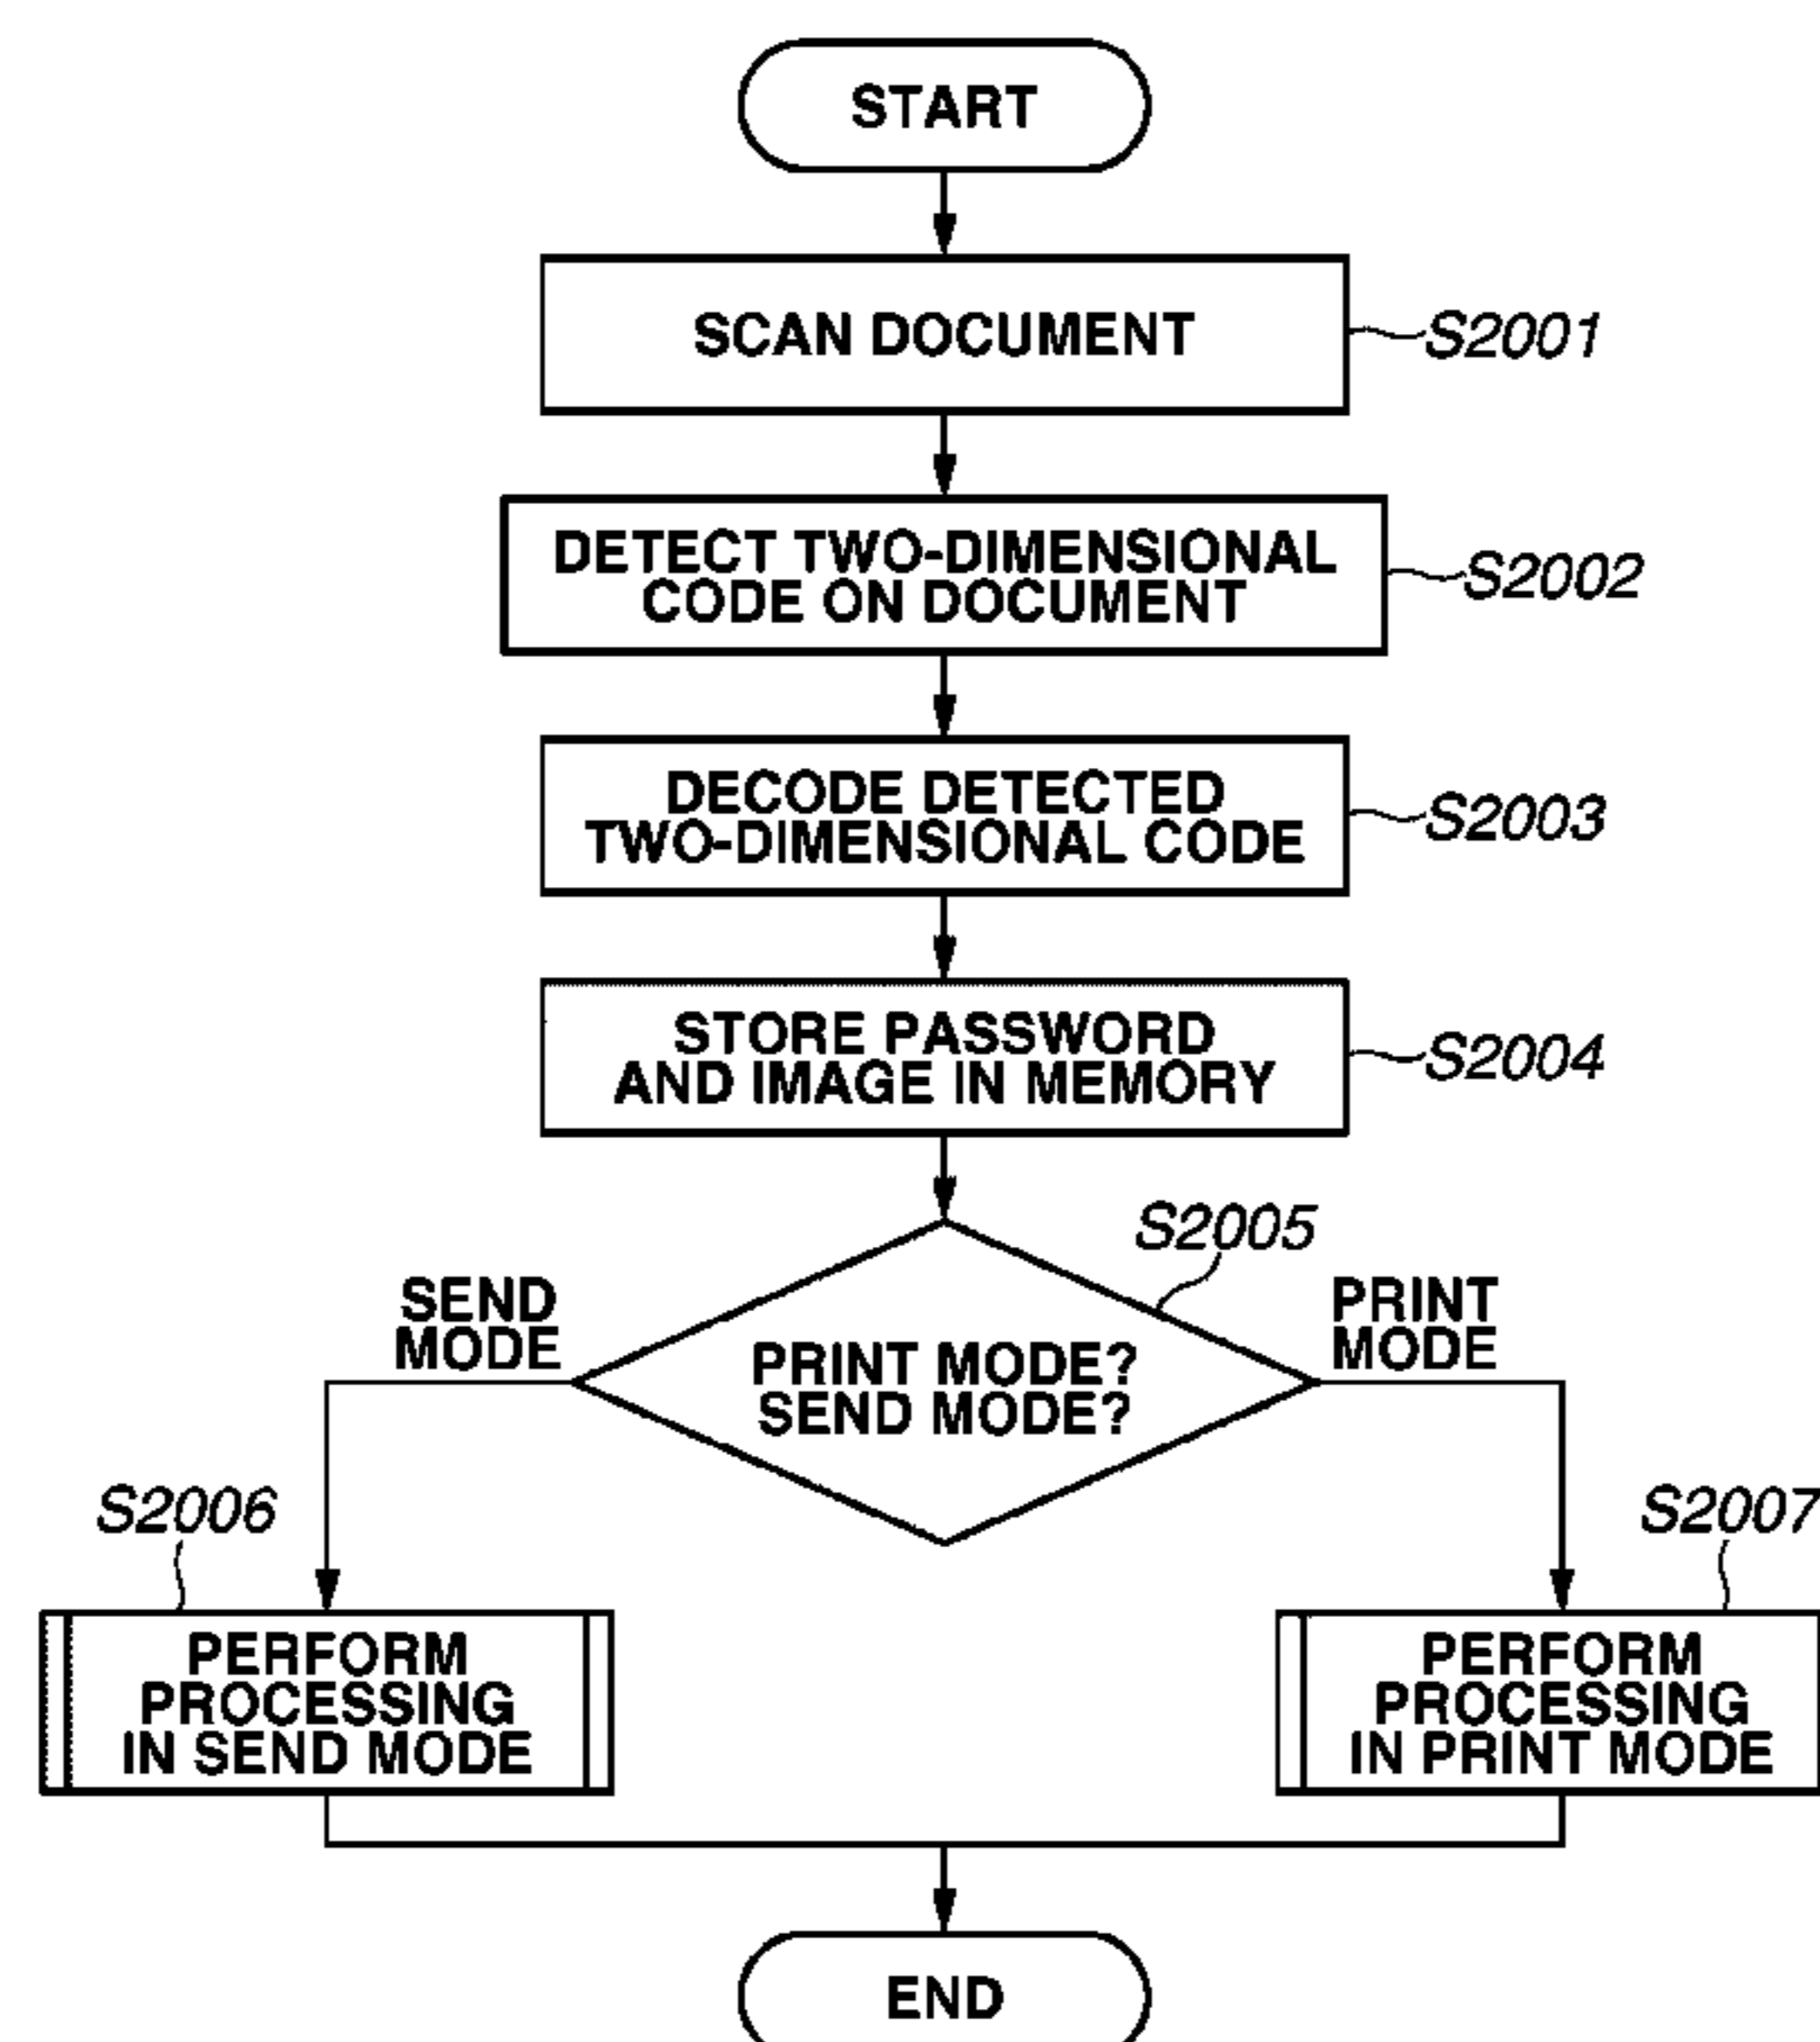 START
SCAN DOCUMENT
S2001
DETECT TWO-DIMENSIONAL
CODE ON DOCUMENT
S2002
DECODE DETECTED
TWO-DIMENSIONAL CODE
S2003
STORE PASSWORD
AND IMAGE IN MEMORY
S2004
S2005
SEND
MODE
PRINT MODE?
SEND MODE?
PRINT
MODE
S2006
PERFORM
PROCESSING
IN SEND MODE
S2007
PERFORM
PROCESSING
IN PRINT MODE
END